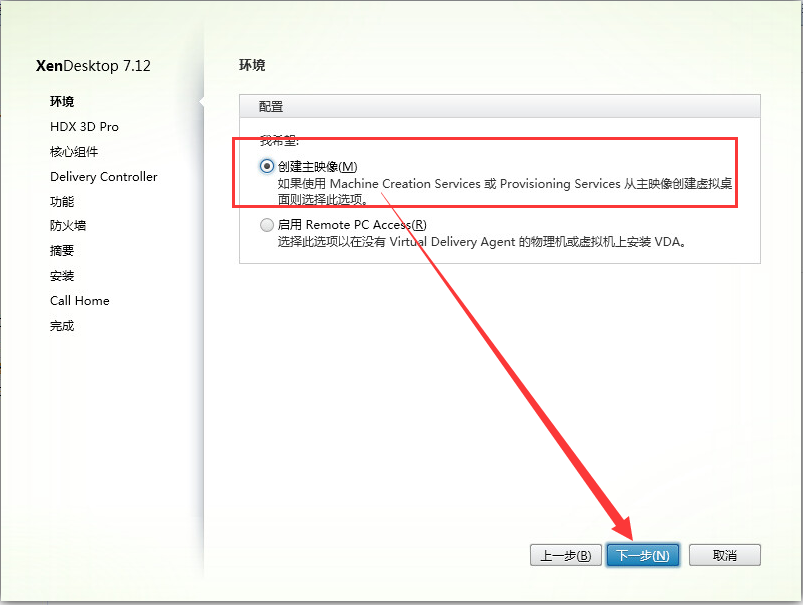 XenDesktop 7.12
环境
HDX 3D Pro
核心组件
Delivery Controller
功能
防火墙
摘要
安装
Call Home
完成
环境
配置
我希望:
创建主映像(M)
如果使用 Machine Creation Services 或 Provisioning Services 从主映像创建虚拟桌
面则选择此选项。
启用 Remote PC Access(R)
选择此选项以在没有 Virtual Delivery Agent 的物理机或虚拟机上安装 VDA。
上一步(B)
下一步(N)
取消